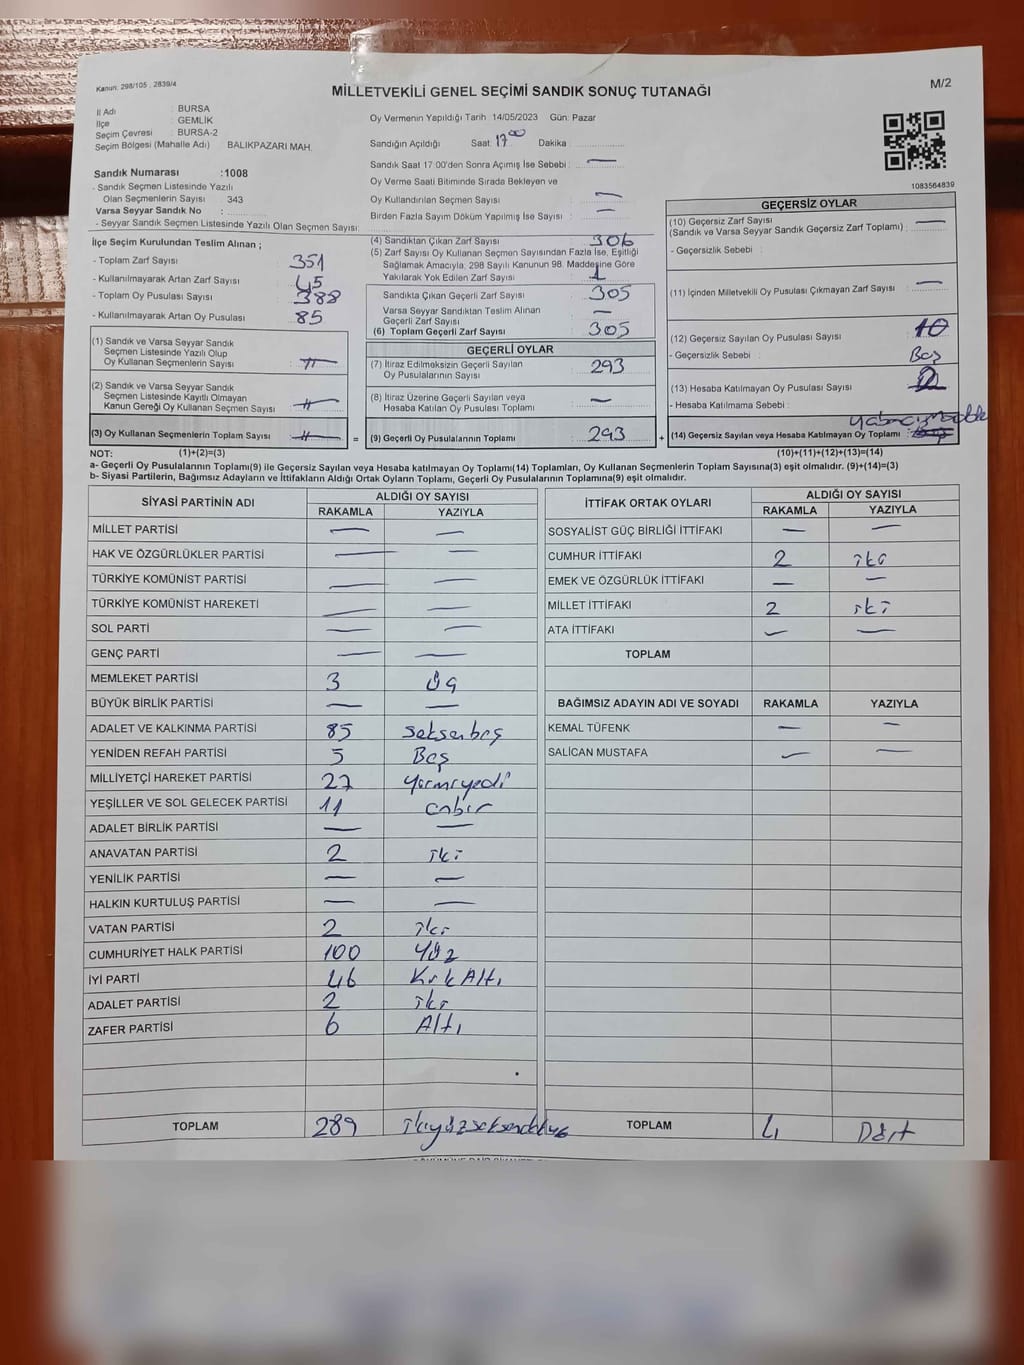 Kanun: 298/105 , 2839/4
MİLLETVEKİLİ GENEL SEÇİMİ SANDIK SONUÇ TUTANAĞI
M/2
İl Adı : BURSA
İlçe : GEMLİK
Seçim Çevresi : BURSA-2
Seçim Bölgesi (Mahalle Adı) BALIKPAZARI MAH.
Sandık Numarası :1008
- Sandık Seçmen Listesinde Yazılı
Olan Seçmenlerin Sayısı 343
Varsa Seyyar Sandık No :
- Seyyar Sandık Seçmen Listesinde Yazılı Olan Seçmen Sayısı:
Oy Vermenin Yapıldığı Tarih: 14/05/2023 Gün: Pazar
Sandığın Açıldığı Saat: 17 00 Dakika
Sandık Saat 17:00'den Sonra Açımış İse Sebebi : —
Oy Verme Saati Bitiminde Sırada Bekleyen ve
Oy Kullandırılan Seçmen Sayısı : —
Birden Fazla Sayım Döküm Yapılmış İse Sayısı : —
1083564839
İlçe Seçim Kurulundan Teslim Alınan ;
- Toplam Zarf Sayısı : 351
- Kullanılmayarak Artan Zarf Sayısı : 45
- Toplam Oy Pusulası Sayısı : 388
- Kullanılmayarak Artan Oy Pusulası : 85
(4) Sandıktan Çıkan Zarf Sayısı : 306
(5) Zarf Sayısı Oy Kullanan Seçmen Sayısından Fazla İse, Eşitliği
Sağlamak Amacıyla, 298 Sayılı Kanunun 98. Maddesine Göre
Yakılarak Yok Edilen Zarf Sayısı : 1
Sandıkta Çıkan Geçerli Zarf Sayısı : 305
Varsa Seyyar Sandıktan Teslim Alınan
Geçerli Zarf Sayısı : —
(6) Toplam Geçerli Zarf Sayısı : 305
GEÇERSİZ OYLAR
(10) Geçersiz Zarf Sayısı
(Sandık ve Varsa Seyyar Sandık Geçersiz Zarf Toplamı) : —
- Geçersizlik Sebebi :
(11) İçinden Milletvekili Oy Pusulası Çıkmayan Zarf Sayısı : —
(12) Geçersiz Sayılan Oy Pusulası Sayısı : 10
- Geçersizlik Sebebi : Boş
(13) Hesaba Katılmayan Oy Pusulası Sayısı : 2
- Hesaba Katılmama Sebebi :
(14) Geçersiz Sayılan veya Hesaba Katılmayan Oy Toplamı :
(1) Sandık ve Varsa Seyyar Sandık
Seçmen Listesinde Yazılı Olup
Oy Kullanan Seçmenlerin Sayısı :
(2) Sandık ve Varsa Seyyar Sandık
Seçmen Listesinde Kayıtlı Olmayan
Kanun Gereği Oy Kullanan Seçmen Sayısı :
(3) Oy Kullanan Seçmenlerin Toplam Sayısı :
GEÇERLİ OYLAR
(7) İtiraz Edilmeksizin Geçerli Sayılan
Oy Pusulalarının Sayısı : 293
(8) İtiraz Üzerine Geçerli Sayılan veya
Hesaba Katılan Oy Pusulası Toplamı : —
= (9) Geçerli Oy Pusulalarının Toplamı : 293 +
NOT: (1)+(2)=(3) (10)+(11)+(12)+(13)=(14)
a- Geçerli Oy Pusulalarının Toplamı(9) ile Geçersiz Sayılan veya Hesaba katılmayan Oy Toplamı(14) Toplamları, Oy Kullanan Seçmenlerin Toplam Sayısına(3) eşit olmalıdır. (9)+(14)=(3)
b- Siyasi Partilerin, Bağımsız Adayların ve İttifakların Aldığı Ortak Oyların Toplamı, Geçerli Oy Pusulalarının Toplamına(9) eşit olmalıdır.
SİYASİ PARTİNİN ADI ALDIĞI OY SAYISI
RAKAMLA YAZIYLA
MİLLET PARTİSİ — —
HAK VE ÖZGÜRLÜKLER PARTİSİ — —
TÜRKİYE KOMÜNİST PARTİSİ — —
TÜRKİYE KOMÜNİST HAREKETİ — —
SOL PARTİ — —
GENÇ PARTİ — —
MEMLEKET PARTİSİ 3 Üç
BÜYÜK BİRLİK PARTİSİ — —
ADALET VE KALKINMA PARTİSİ 85 Seksenbeş
YENİDEN REFAH PARTİSİ 5 Beş
MİLLİYETÇİ HAREKET PARTİSİ 27 Yirmiyedi
YEŞİLLER VE SOL GELECEK PARTİSİ 11 onbir
ADALET BİRLİK PARTİSİ — —
ANAVATAN PARTİSİ 2 iki
YENİLİK PARTİSİ — —
HALKIN KURTULUŞ PARTİSİ — —
VATAN PARTİSİ 2 iki
CUMHURİYET HALK PARTİSİ 100 Yüz
İYİ PARTİ 46 Kırk Altı
ADALET PARTİSİ 2 iki
ZAFER PARTİSİ 6 Altı
TOPLAM 289 ikiyüzseksendokuz
İTTİFAK ORTAK OYLARI ALDIĞI OY SAYISI
RAKAMLA YAZIYLA
SOSYALİST GÜÇ BİRLİĞİ İTTİFAKI — —
CUMHUR İTTİFAKI 2 iki
EMEK VE ÖZGÜRLÜK İTTİFAKI — —
MİLLET İTTİFAKI 2 iki
ATA İTTİFAKI — —
TOPLAM
BAĞIMSIZ ADAYIN ADI VE SOYADI RAKAMLA YAZIYLA
KEMAL TÜFENK — —
SALİCAN MUSTAFA — —
TOPLAM 4 Dört